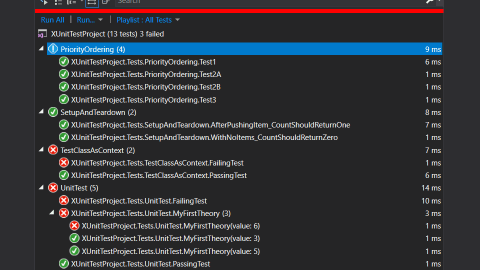 Search
Run All | Run... | Playlist : All Tests
XUnitTestProject (13 tests) 3 failed
PriorityOrdering (4) 9 ms
XUnitTestProject.Tests.PriorityOrdering.Test1 6 ms
XUnitTestProject.Tests.PriorityOrdering.Test2A 1 ms
XUnitTestProject.Tests.PriorityOrdering.Test2B 1 ms
XUnitTestProject.Tests.PriorityOrdering.Test3 1 ms
SetupAndTeardown (2) 8 ms
XUnitTestProject.Tests.SetupAndTeardown.AfterPushingItem_CountShouldReturnOne 7 ms
XUnitTestProject.Tests.SetupAndTeardown.WithNoItems_CountShouldReturnZero 1 ms
TestClassAsContext (2) 7 ms
XUnitTestProject.Tests.TestClassAsContext.FailingTest 1 ms
XUnitTestProject.Tests.TestClassAsContext.PassingTest 6 ms
UnitTest (5) 14 ms
XUnitTestProject.Tests.UnitTest.FailingTest 10 ms
XUnitTestProject.Tests.UnitTest.MyFirstTheory (3) 3 ms
XUnitTestProject.Tests.UnitTest.MyFirstTheory(value: 6) 1 ms
XUnitTestProject.Tests.UnitTest.MyFirstTheory(value: 3) 1 ms
XUnitTestProject.Tests.UnitTest.MyFirstTheory(value: 5) 1 ms
XUnitTestProject.Tests.UnitTest.PassingTest 1 ms